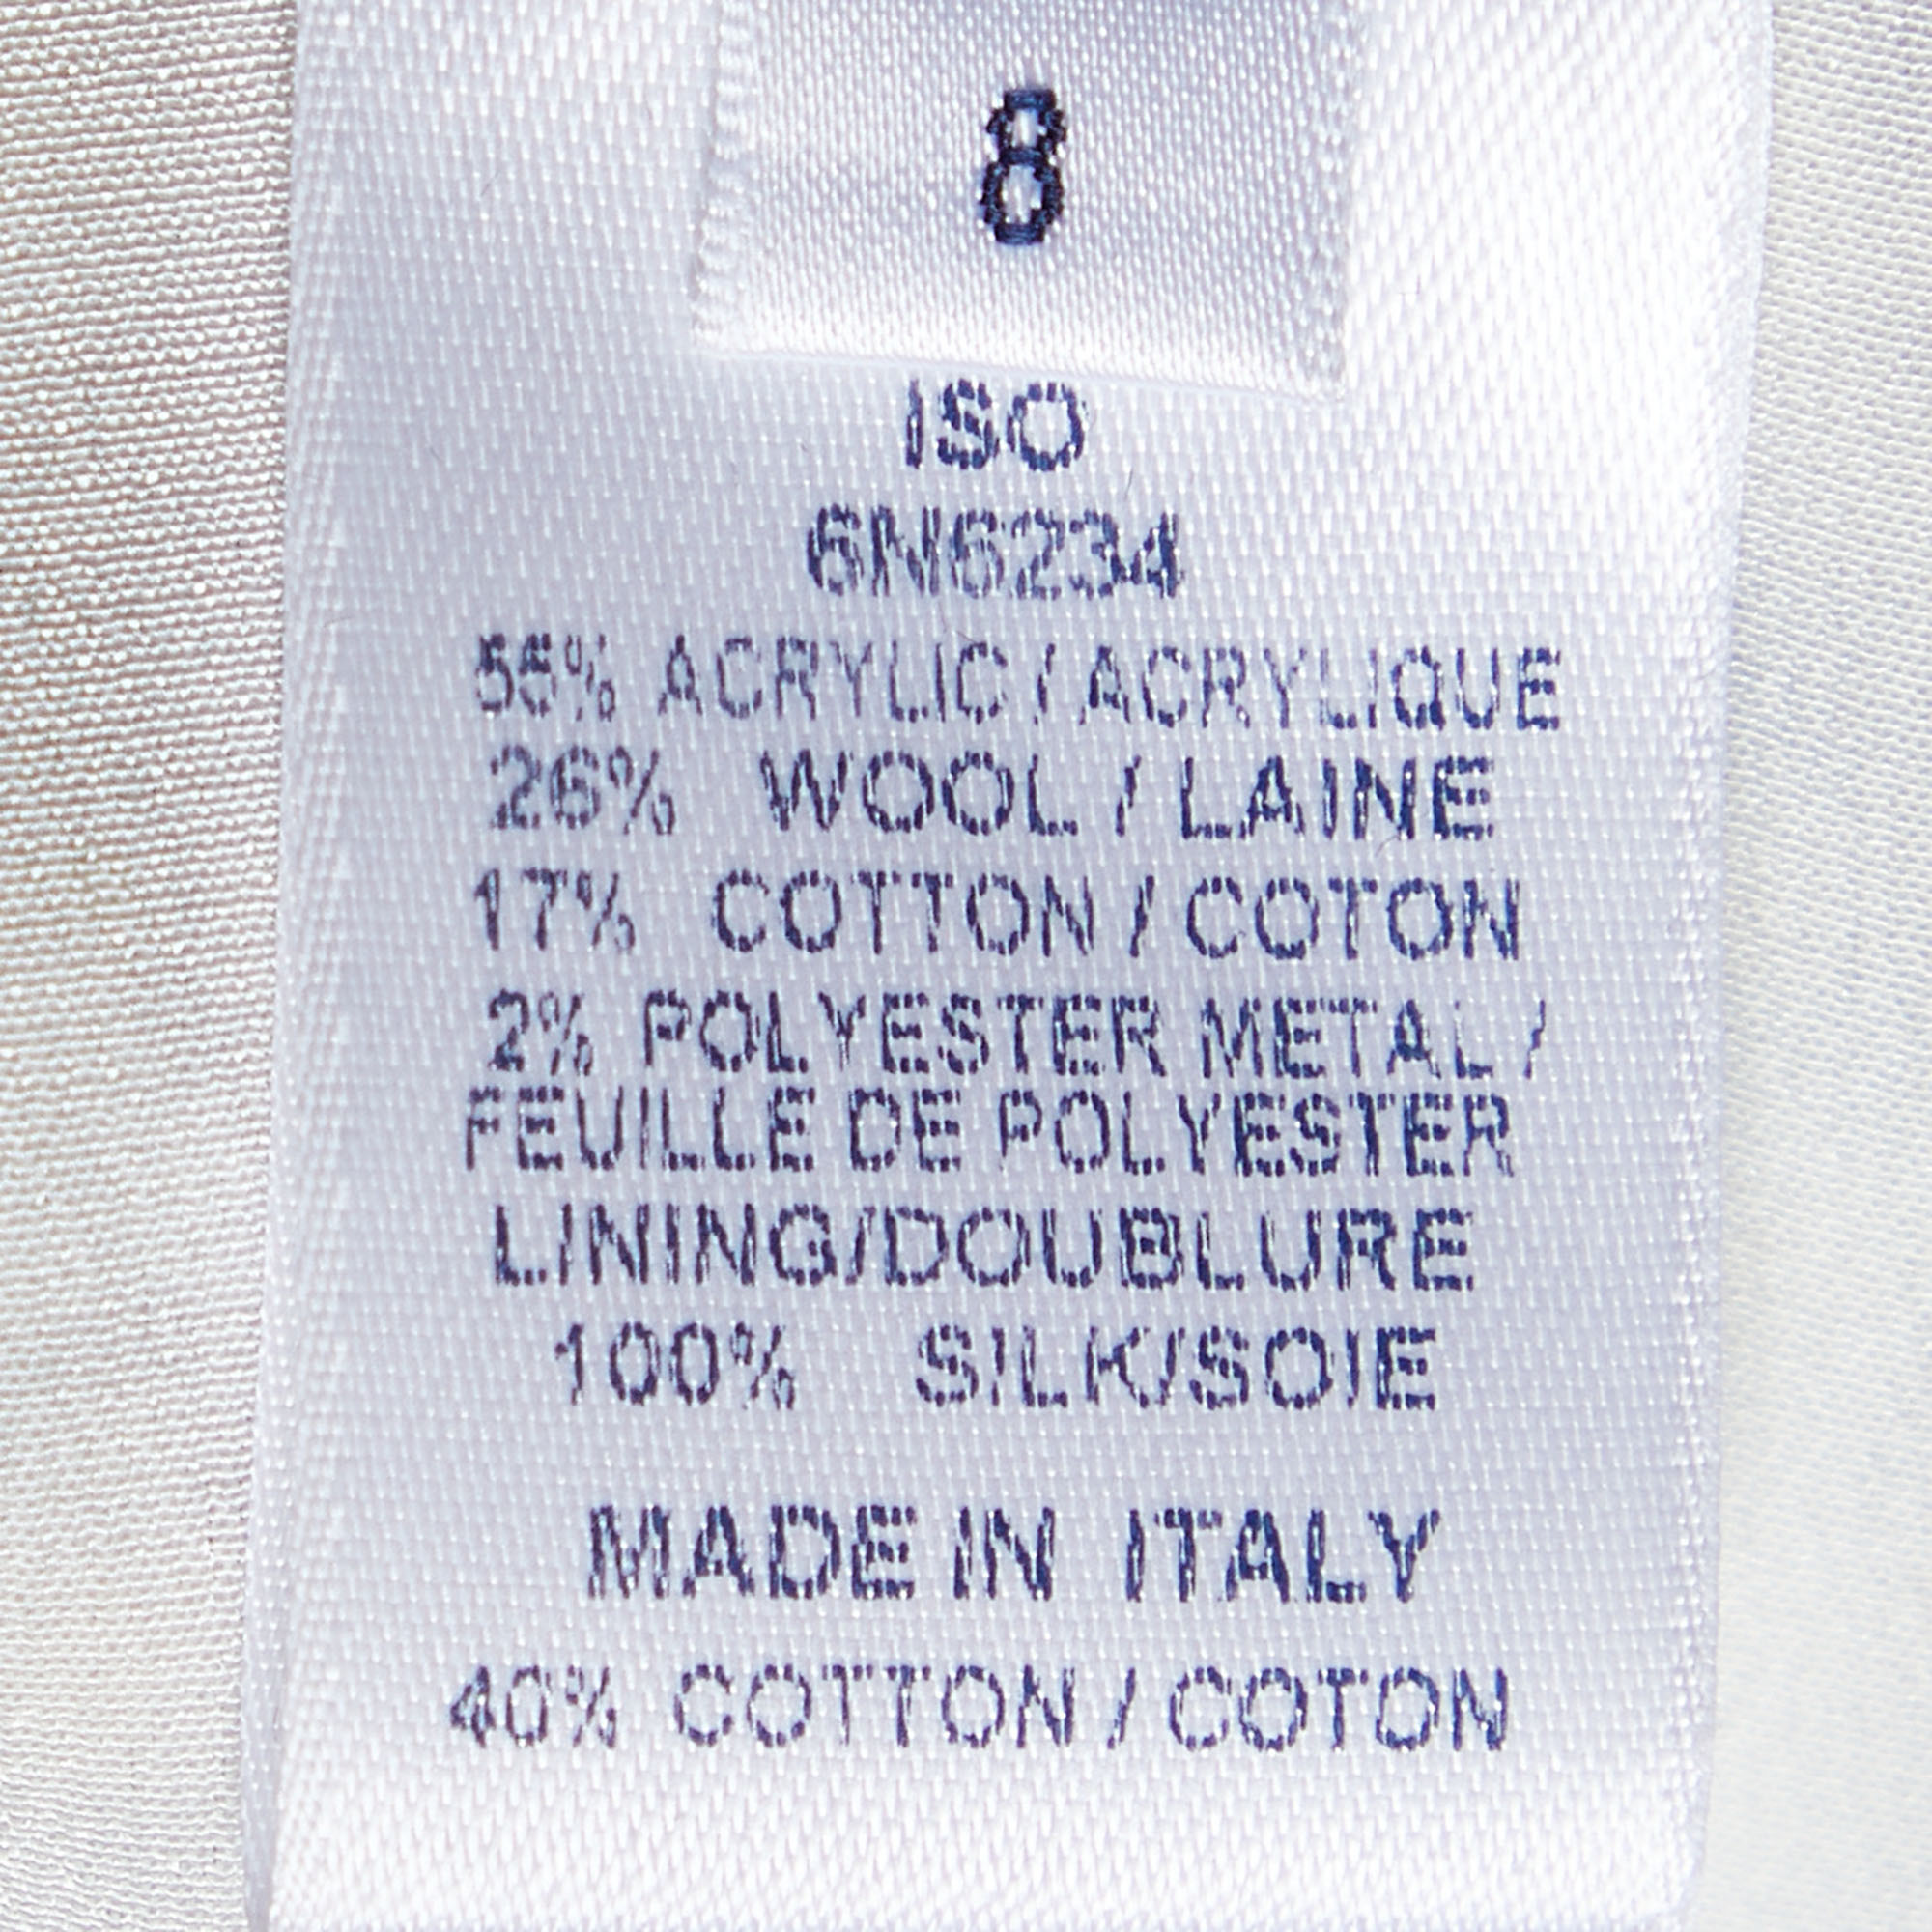 8
ISO
6N6234
55% ACRYLIC / ACRYLIQUE
26% WOOL / LAINE
17% COTTON / COTON
2% POLYESTER METAL /
FEUILLE DE POLYESTER
LINING/DOUBLURE
100% SILK/SOIE
MADE IN ITALY
40% COTTON / COTON